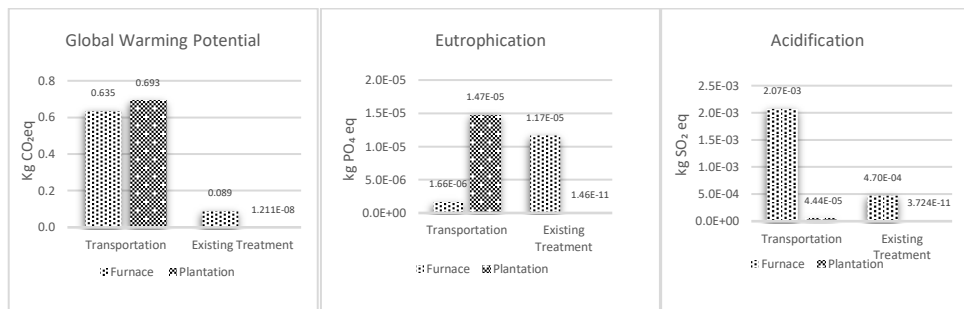 Global Warming Potential
Kg CO₂eq
0.8
0.6
0.4
0.2
0.0
0.635
0.693
0.089
1.211E-08
Transportation
Existing Treatment
Furnace
Plantation
Eutrophication
kg PO₄ eq
2.0E-05
1.5E-05
1.0E-05
5.0E-06
0.0E+00
1.66E-06
1.47E-05
1.17E-05
1.46E-11
Transportation
Existing
Treatment
Furnace
Plantation
Acidification
kg SO₂ eq
2.5E-03
2.0E-03
1.5E-03
1.0E-03
5.0E-04
0.0E+00
2.07E-03
4.44E-05
4.70E-04
3.724E-11
Transportation
Existing
Treatment
Furnace
Plantation